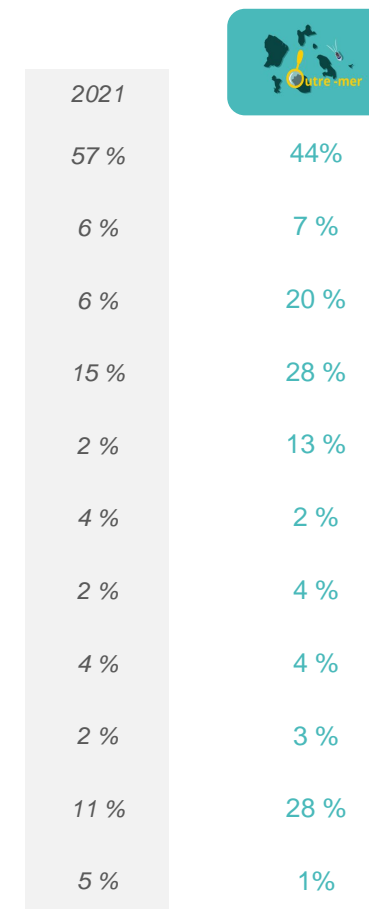 Outre-mer
2021
57 % 44%
6 % 7 %
6 % 20 %
15 % 28 %
2 % 13 %
4 % 2 %
2 % 4 %
4 % 4 %
2 % 3 %
11 % 28 %
5 % 1%